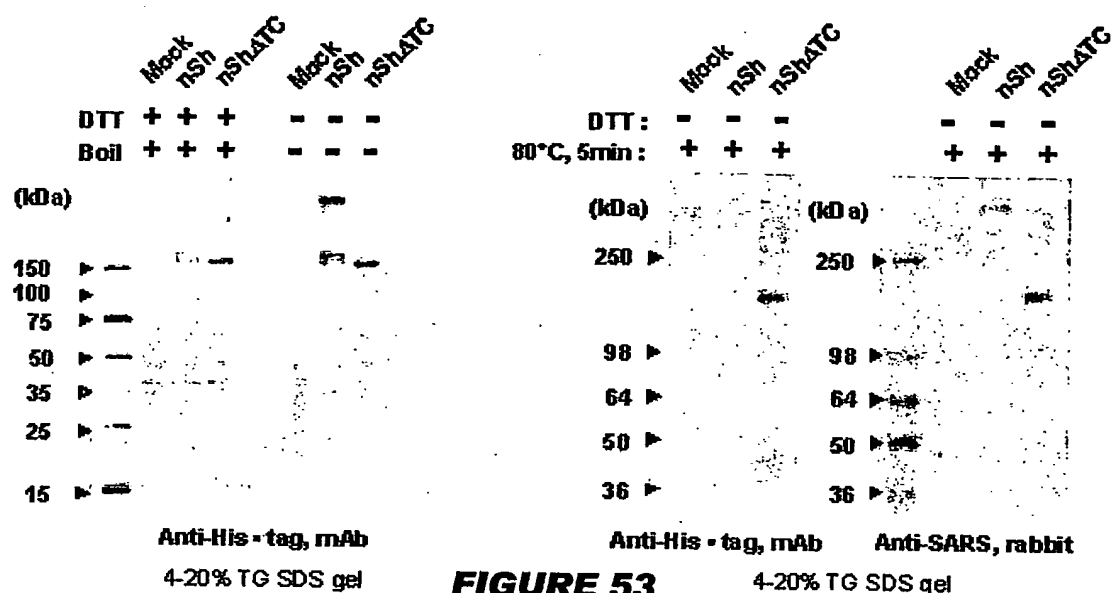 Mock nSh nShΔTC Mock nSh nShΔTC
DTT + + + - - -
Boil + + + - - -
(kDa)
150
100
75
50
35
25
15
Anti-His-tag, mAb
4-20% TG SDS gel
Mock nSh nShΔTC Mock nSh nShΔTC
DTT : - - - - - -
80°C, 5min : + + + + + +
(kDa) (kDa)
250 250
98 98
64 64
50 50
36 36
Anti-His-tag, mAb Anti-SARS, rabbit
4-20% TG SDS gel
FIGURE 53